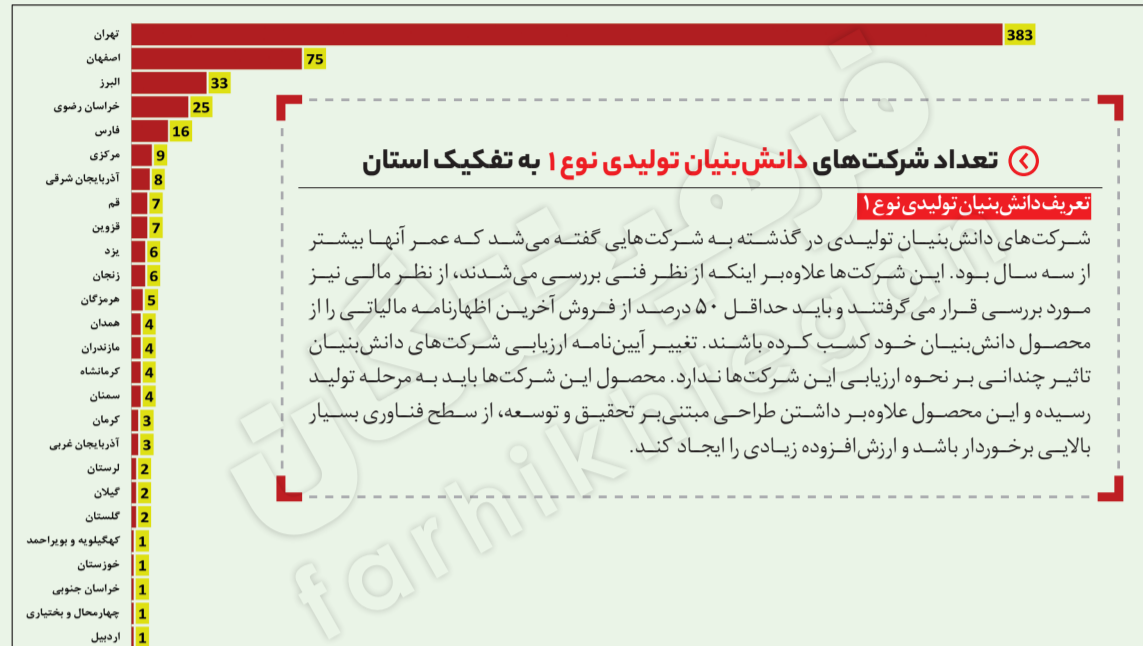 تهران 383
اصفهان 75
البرز 33
خراسان رضوی 25
فارس 16
مرکزی 9
آذربایجان شرقی 8
قم 7
قزوین 7
یزد 6
زنجان 6
هرمزگان 5
همدان 4
مازندران 4
کرمانشاه 4
سمنان 4
کرمان 3
آذربایجان غربی 3
لرستان 2
گیلان 2
گلستان 2
کهگیلویه و بویراحمد 1
خوزستان 1
خراسان جنوبی 1
چهارمحال و بختیاری 1
اردبیل 1
تعداد شرکت‌های دانش‌بنیان تولیدی نوع ۱ به تفکیک استان
تعریف دانش‌بنیان تولیدی نوع ۱
شرکت‌های دانش‌بنیان تولیدی در گذشته به شرکت‌هایی گفته می‌شد که عمر آنها بیشتر
از سه سال بود. این شرکت‌ها علاوه‌بر اینکه از نظر فنی بررسی می‌شدند، از نظر مالی نیز
مورد بررسی قرار می‌گرفتند و باید حداقل ۵۰ درصد از فروش آخرین اظهارنامه مالیاتی را از
محصول دانش‌بنیان خود کسب کرده باشند. تغییر آیین‌نامه ارزیابی شرکت‌های دانش‌بنیان
تاثیر چندانی بر نحوه ارزیابی این شرکت‌ها ندارد. محصول این شرکت‌ها باید به مرحله تولید
رسیده و این محصول علاوه‌بر داشتن طراحی مبتنی‌بر تحقیق و توسعه، از سطح فناوری بسیار
بالایی برخوردار باشد و ارزش‌افزوده زیادی را ایجاد کند.
فرهیختگان
farhikhtegan